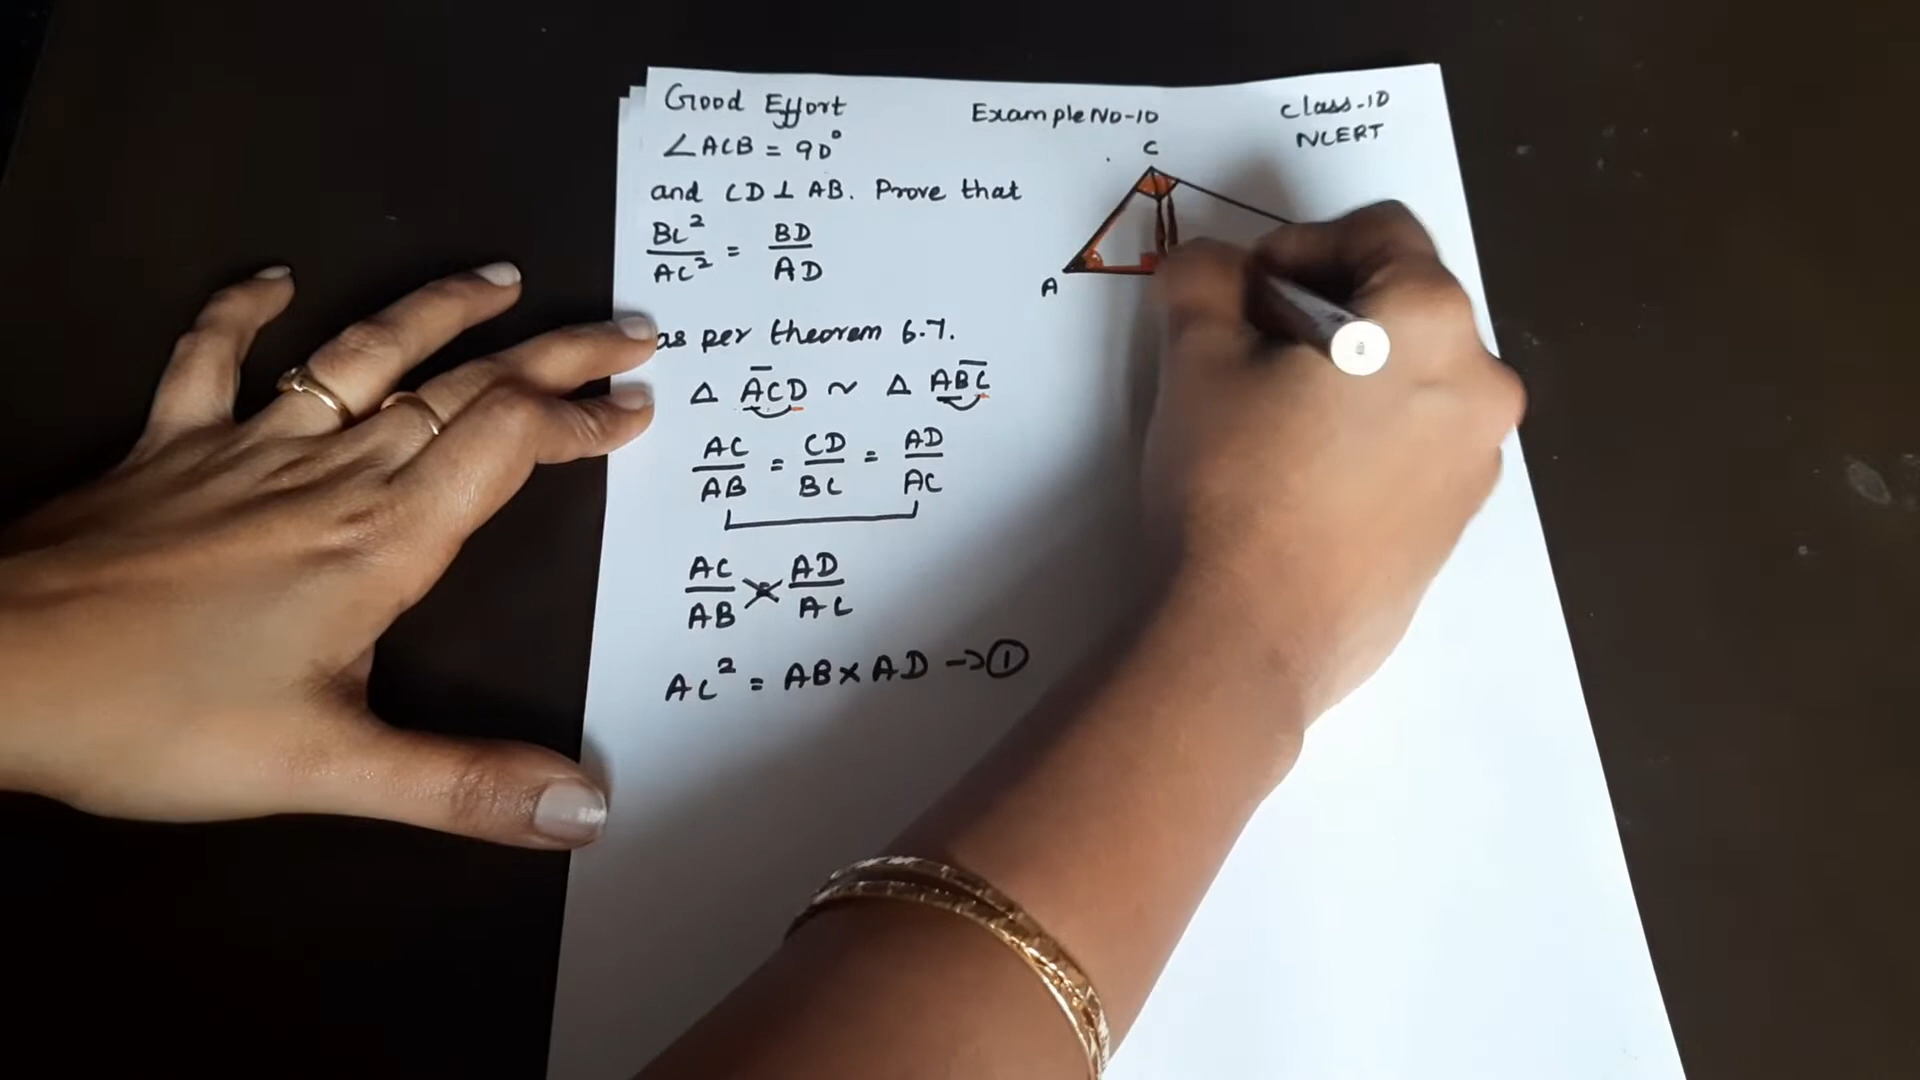 Good Effort
Example No-10
Class-10
NCERT
∠ACB = 90°
and CD ⊥ AB. Prove that
BC²/AC² = BD/AD
C
A
as per theorem 6.7.
△ ACD ~ △ ABC
AC/AB = CD/BC = AD/AC
AC/AB = AD/AC
AC² = AB × AD → ①